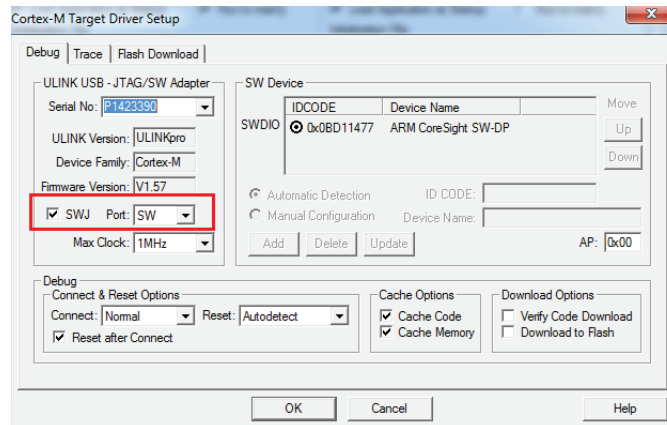 Cortex-M Target Driver Setup
Debug Trace Flash Download
ULINK USB - JTAG/SW Adapter
Serial No: P1423390
ULINK Version: ULINKpro
Device Family: Cortex-M
Firmware Version: V1.57
SWJ Port: SW
Max Clock: 1MHz
SW Device
IDCODE Device Name
SWDIO 0x0BD11477 ARM CoreSight SW-DP
Move
Up
Down
Automatic Detection ID CODE:
Manual Configuration Device Name:
Add Delete Update AP: 0x00
Debug
Connect & Reset Options
Connect: Normal Reset: Autodetect
Reset after Connect
Cache Options
Cache Code
Cache Memory
Download Options
Verify Code Download
Download to Flash
OK Cancel Help